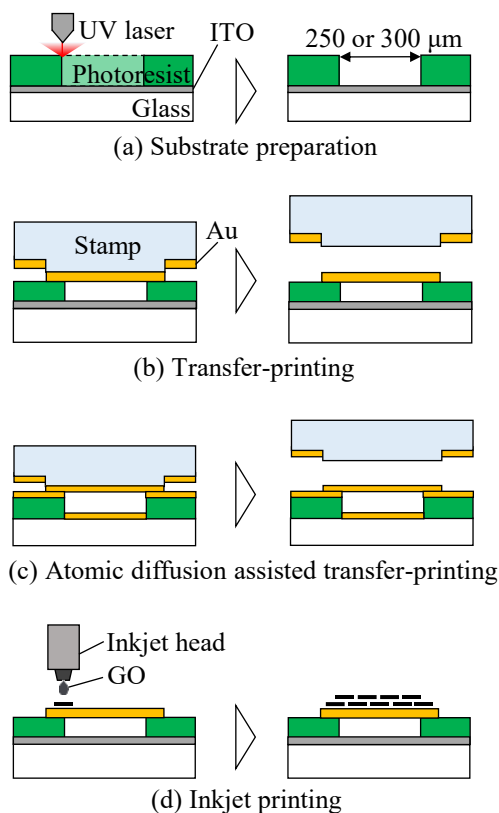 UV laser
ITO
250 or 300 μm
Photoresist
Glass
(a) Substrate preparation
Stamp
Au
(b) Transfer-printing
(c) Atomic diffusion assisted transfer-printing
Inkjet head
GO
(d) Inkjet printing